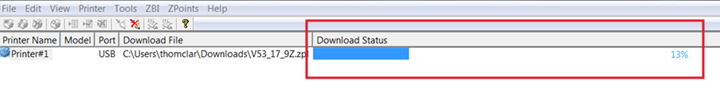 File Edit View Printer Tools ZBI ZPoints Help
Printer Name Model Port Download File Download Status
Printer#1 USB C:\Users\thomclar\Downloads\V53_17_9Z.zpl 13%